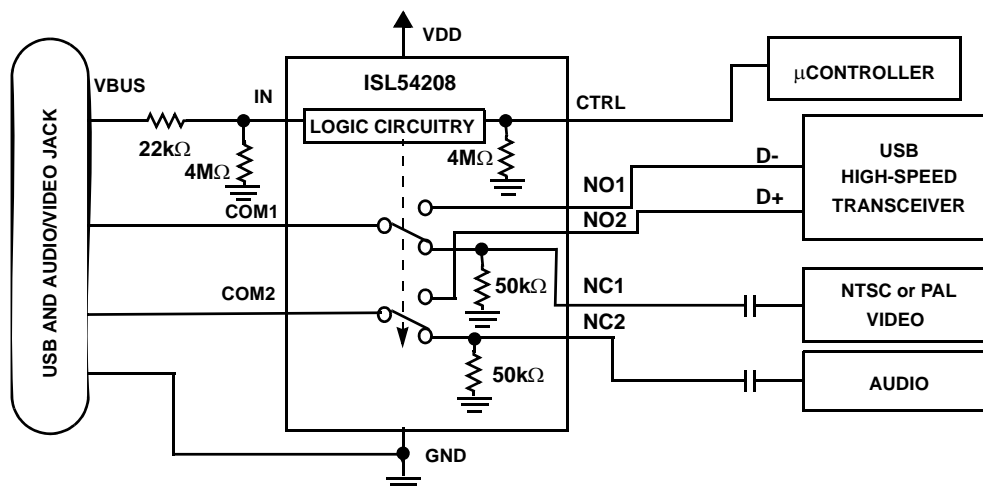 VDD
ISL54208
VBUS
IN
CTRL
μCONTROLLER
LOGIC CIRCUITRY
22kΩ
4MΩ
4MΩ
USB AND AUDIO/VIDEO JACK
COM1
NO1
D-
NO2
D+
USB
HIGH-SPEED
TRANSCEIVER
COM2
50kΩ
NC1
NTSC or PAL
VIDEO
NC2
50kΩ
AUDIO
GND